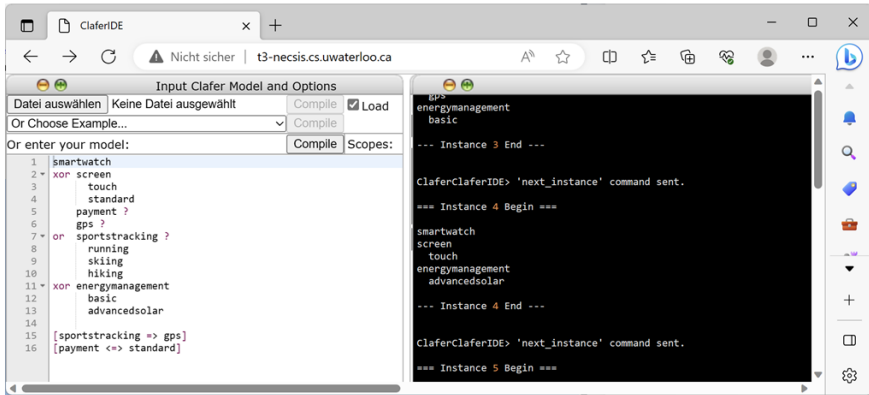 ClaferIDE
Nicht sicher | t3-necsis.cs.uwaterloo.ca
Input Clafer Model and Options
Datei auswählen Keine Datei ausgewählt Compile Load
Or Choose Example... Compile
Or enter your model: Compile Scopes:
1 smartwatch
2 xor screen
3 touch
4 standard
5 payment ?
6 gps ?
7 or sportstracking ?
8 running
9 skiing
10 hiking
11 xor energymanagement
12 basic
13 advancedsolar
14
15 [sportstracking => gps]
16 [payment <=> standard]
gps
energymanagement
basic
--- Instance 3 End ---
ClaferClaferIDE> 'next_instance' command sent.
=== Instance 4 Begin ===
smartwatch
screen
touch
energymanagement
advancedsolar
--- Instance 4 End ---
ClaferClaferIDE> 'next_instance' command sent.
=== Instance 5 Begin ===